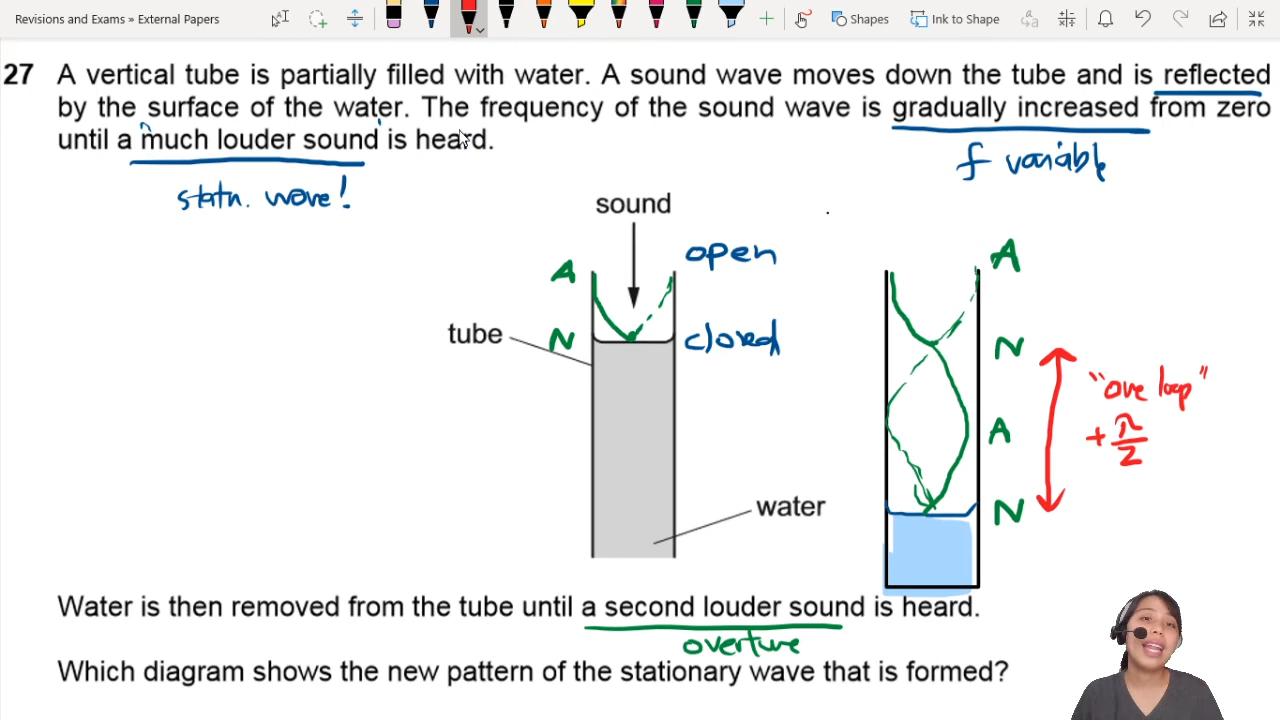 Revisions and Exams » External Papers
Shapes
Ink to Shape
27 A vertical tube is partially filled with water. A sound wave moves down the tube and is reflected
by the surface of the water. The frequency of the sound wave is gradually increased from zero
until a much louder sound is heard.
f variable
statn. wave!
sound
A
open
A
tube
N
closed
N
"one loop"
+ λ/2
A
water
N
Water is then removed from the tube until a second louder sound is heard.
overtune
Which diagram shows the new pattern of the stationary wave that is formed?